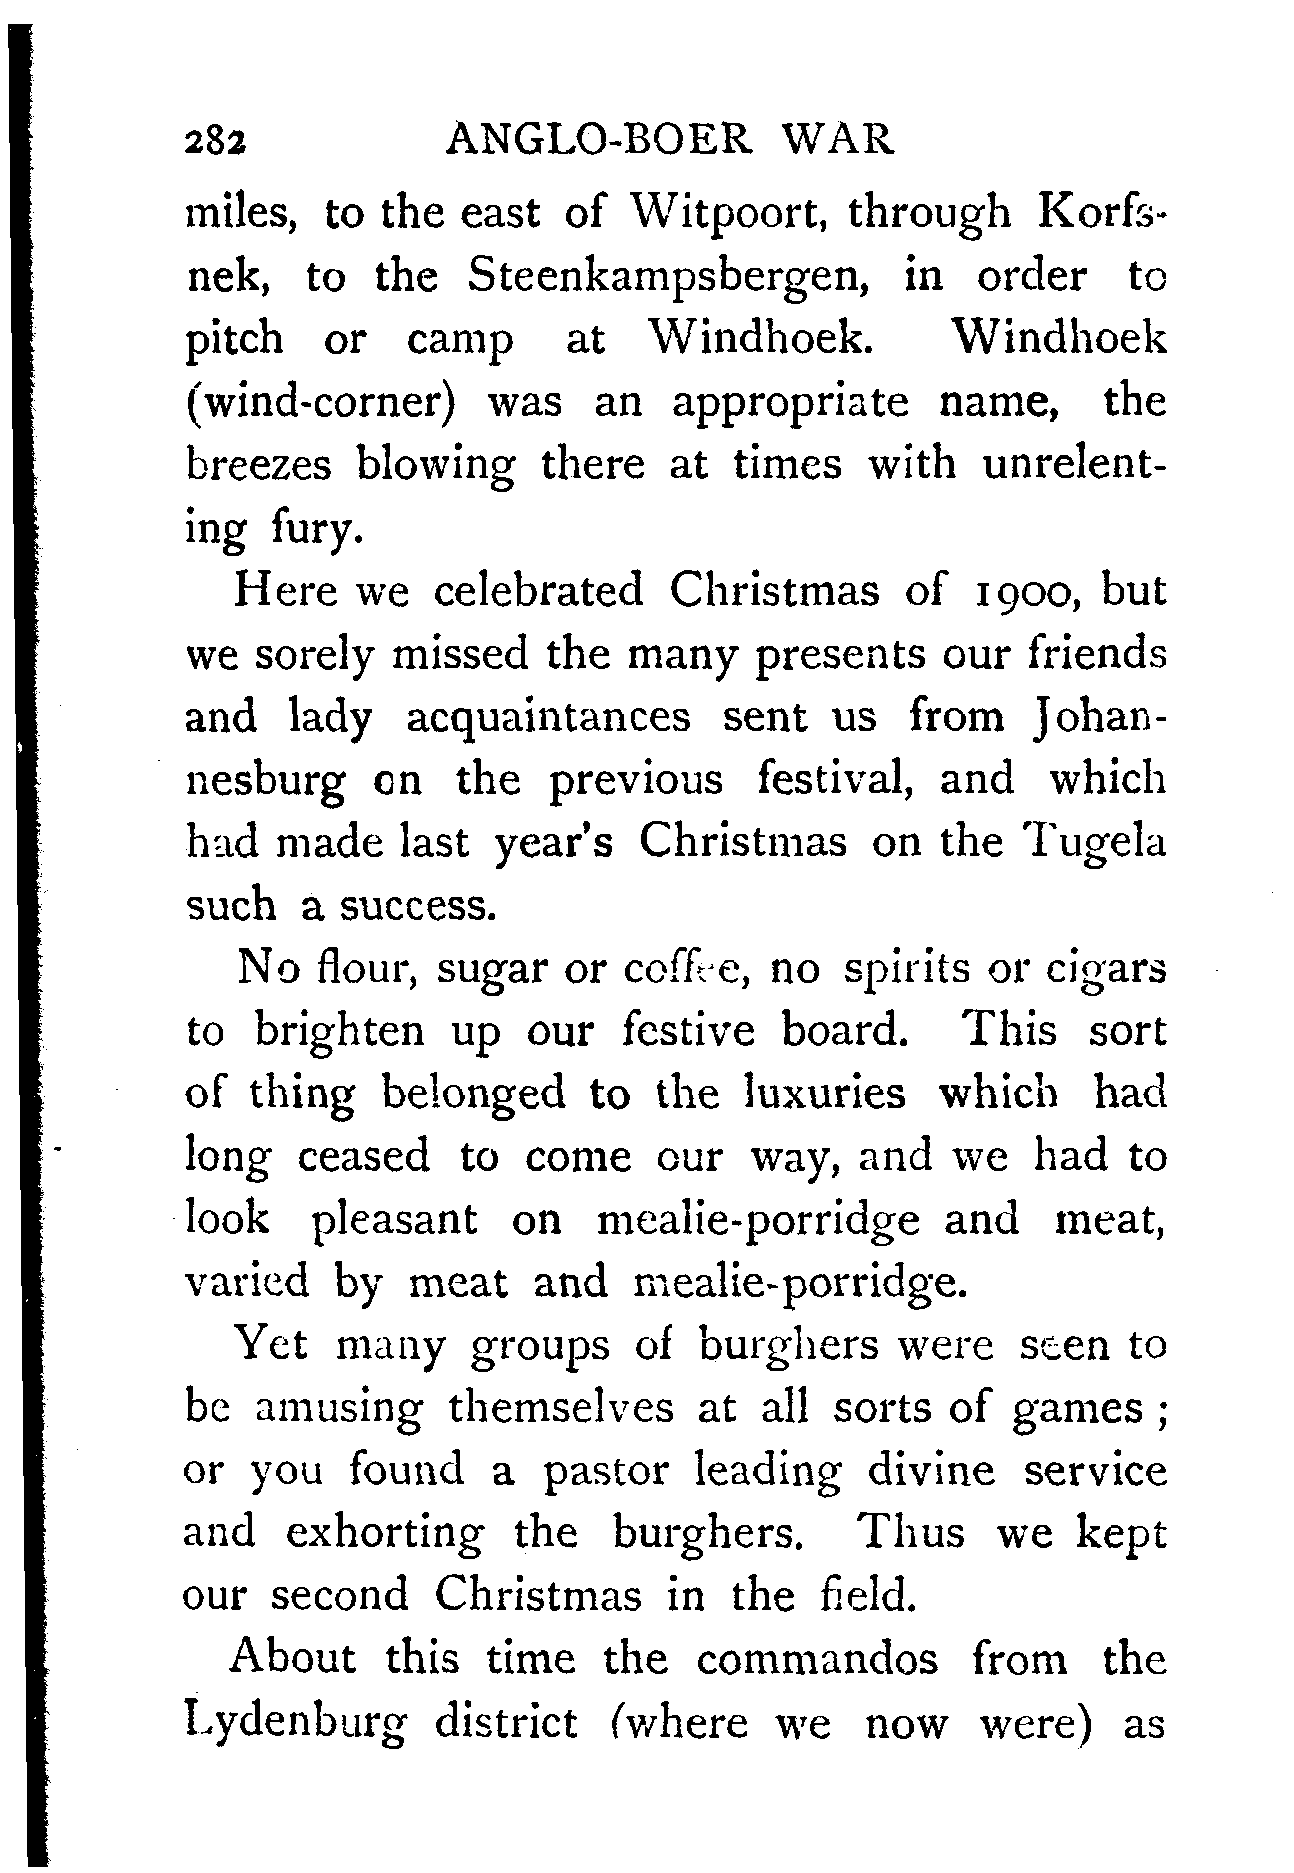 282 ANGLO-BOER WAR
miles, to the east of Witpoort, through Korfs-
nek, to the Steenkampsbergen, in order to
pitch or camp at Windhoek. Windhoek
(wind-corner) was an appropriate name, the
breezes blowing there at times with unrelent-
ing fury.
Here we celebrated Christmas of 1900, but
we sorely missed the many presents our friends
and lady acquaintances sent us from Johan-
nesburg on the previous festival, and which
had made last year's Christmas on the Tugela
such a success.
No flour, sugar or coffee, no spirits or cigars
to brighten up our festive board. This sort
of thing belonged to the luxuries which had
long ceased to come our way, and we had to
look pleasant on mealie-porridge and meat,
varied by meat and mealie-porridge.
Yet many groups of burghers were seen to
be amusing themselves at all sorts of games ;
or you found a pastor leading divine service
and exhorting the burghers. Thus we kept
our second Christmas in the field.
About this time the commandos from the
Lydenburg district (where we now were) as